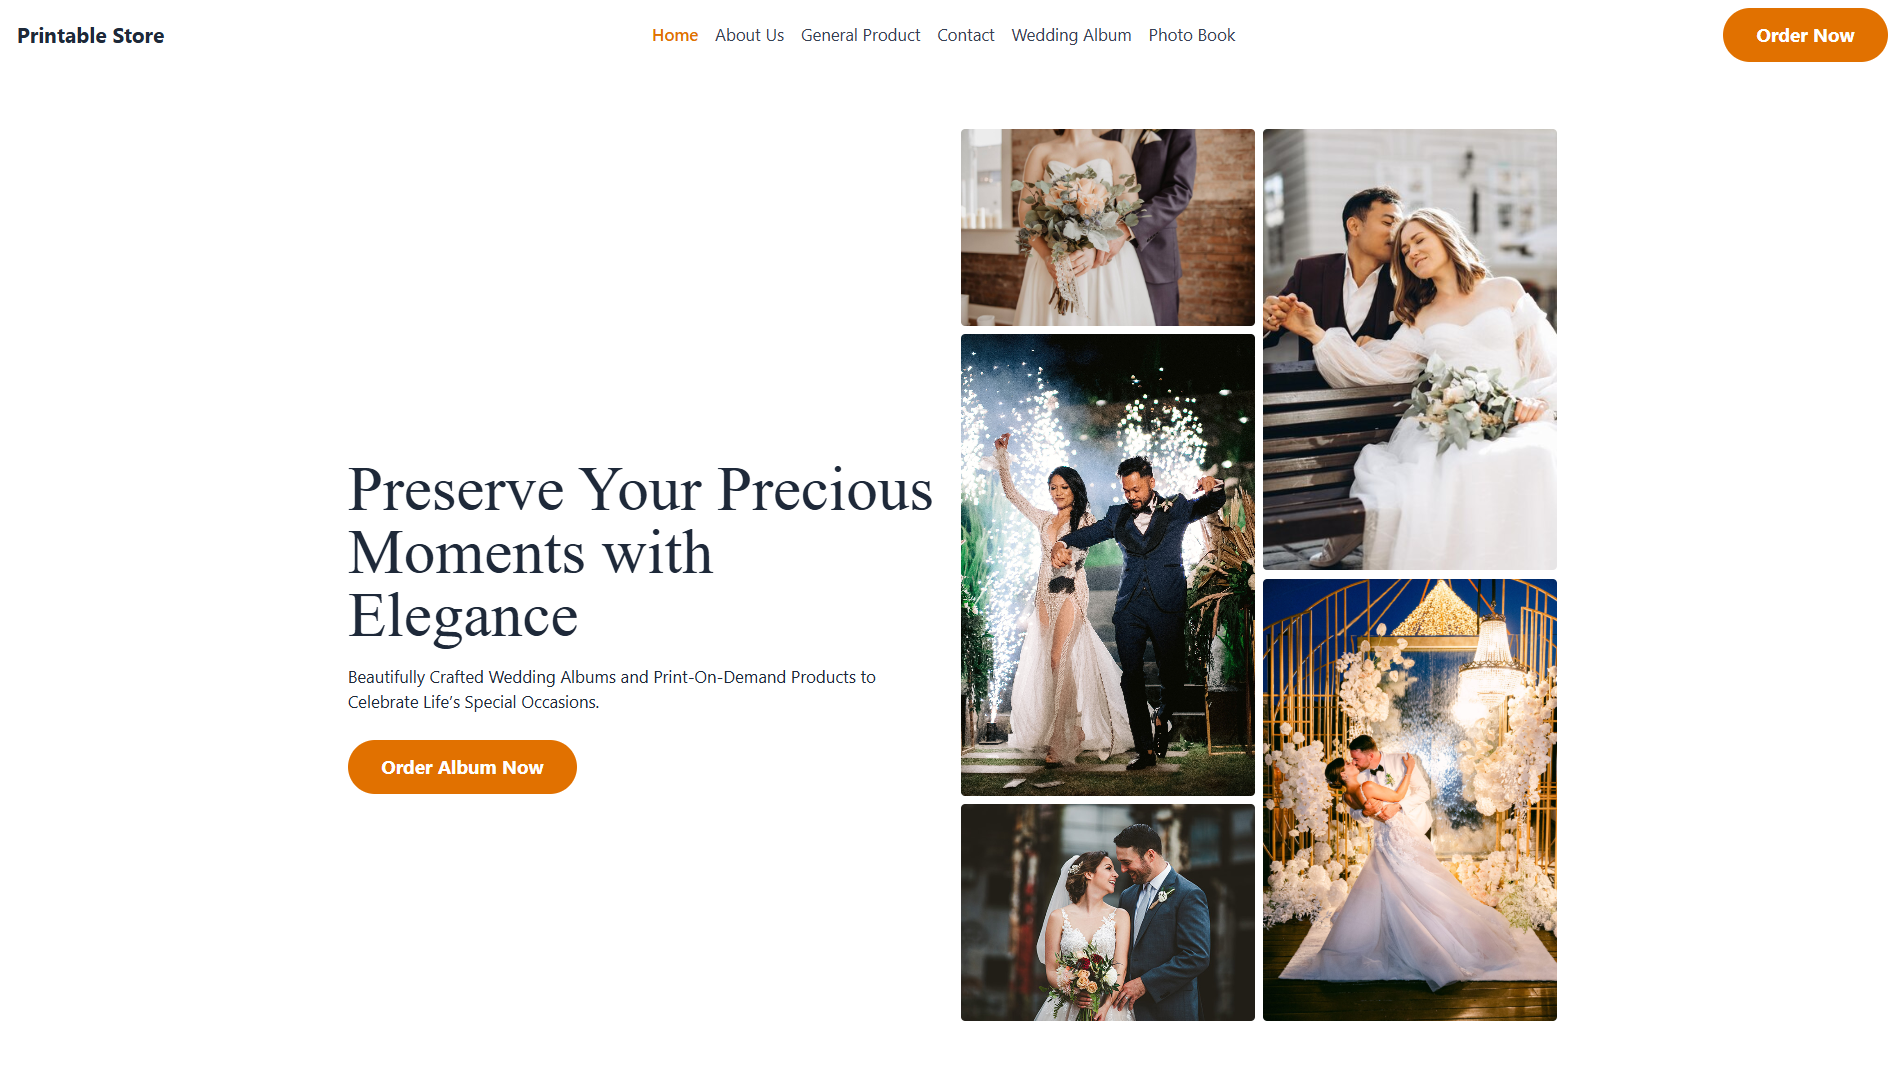 Printable Store
Home
About Us
General Product
Contact
Wedding Album
Photo Book
Order Now
Preserve Your Precious
Moments with
Elegance
Beautifully Crafted Wedding Albums and Print-On-Demand Products to
Celebrate Life’s Special Occasions.
Order Album Now